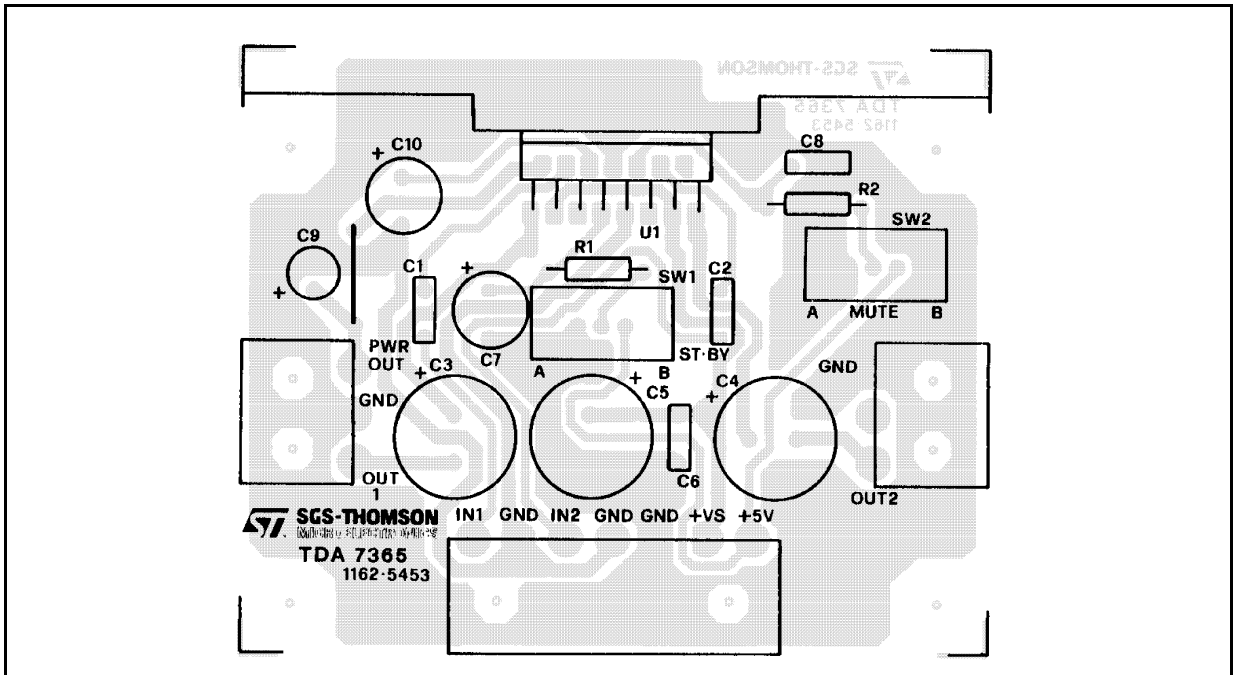 SGS-THOMSON
TDA 7365
1162·5453
+ C10
C8
R2
SW2
U1
C9
+
C1
+
R1
SW1
C2
A MUTE B
PWR
OUT
C7
A B
ST·BY
GND
+ C3
+
C5
+ C4
GND
C6
OUT
1
OUT2
SGS-THOMSON
MICROELECTRONICS
IN1 GND IN2 GND GND +VS +5V
TDA 7365
1162·5453